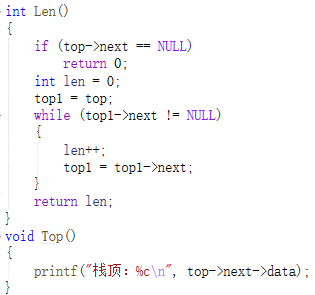 int Len()
{
    if (top->next == NULL)
        return 0;
    int len = 0;
    top1 = top;
    while (top1->next != NULL)
    {
        len++;
        top1 = top1->next;
    }
    return len;
}
void Top()
{
    printf("栈顶：%c\n", top->next->data);
}